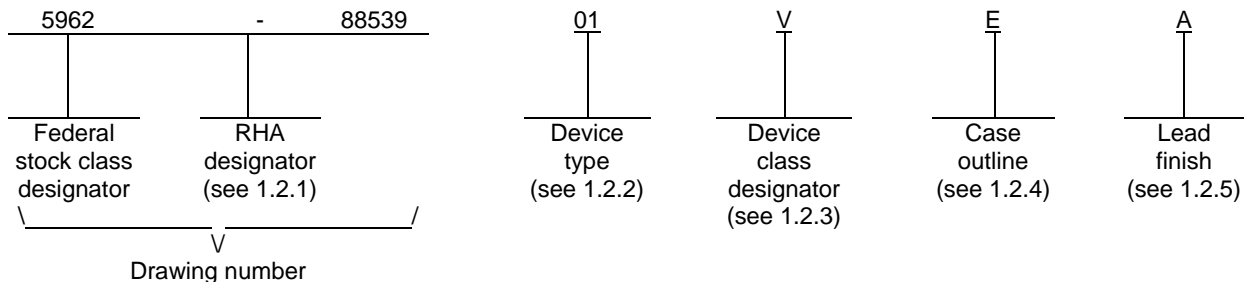 5962 - 88539 01 V E A
Federal stock class designator
RHA designator (see 1.2.1)
Device type (see 1.2.2)
Device class designator (see 1.2.3)
Case outline (see 1.2.4)
Lead finish (see 1.2.5)
\ /
\/
Drawing number